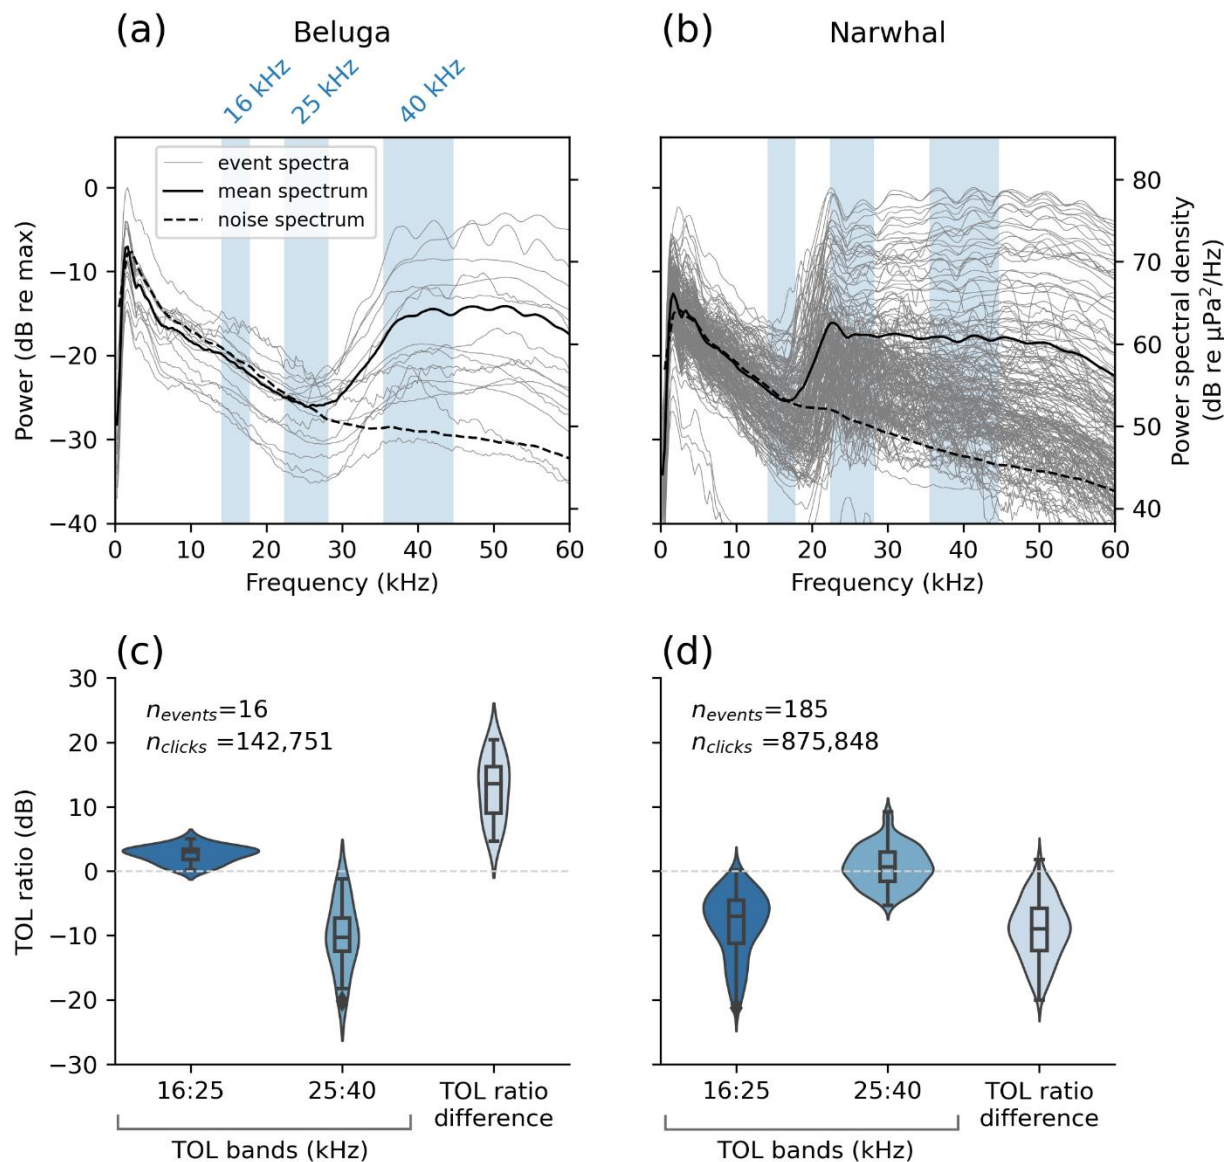 (a) Beluga
(b) Narwhal
16 kHz 25 kHz 40 kHz
event spectra
mean spectrum
noise spectrum
Power (dB re max)
0
−10
−20
−30
−40
0 10 20 30 40 50 60
Frequency (kHz)
80
70
60
50
40
Power spectral density
(dB re µPa²/Hz)
0 10 20 30 40 50 60
Frequency (kHz)
(c)
n_events=16
n_clicks =142,751
TOL ratio (dB)
30
20
10
0
−10
−20
−30
16:25 25:40 TOL ratio
difference
TOL bands (kHz)
(d)
n_events=185
n_clicks =875,848
16:25 25:40 TOL ratio
difference
TOL bands (kHz)